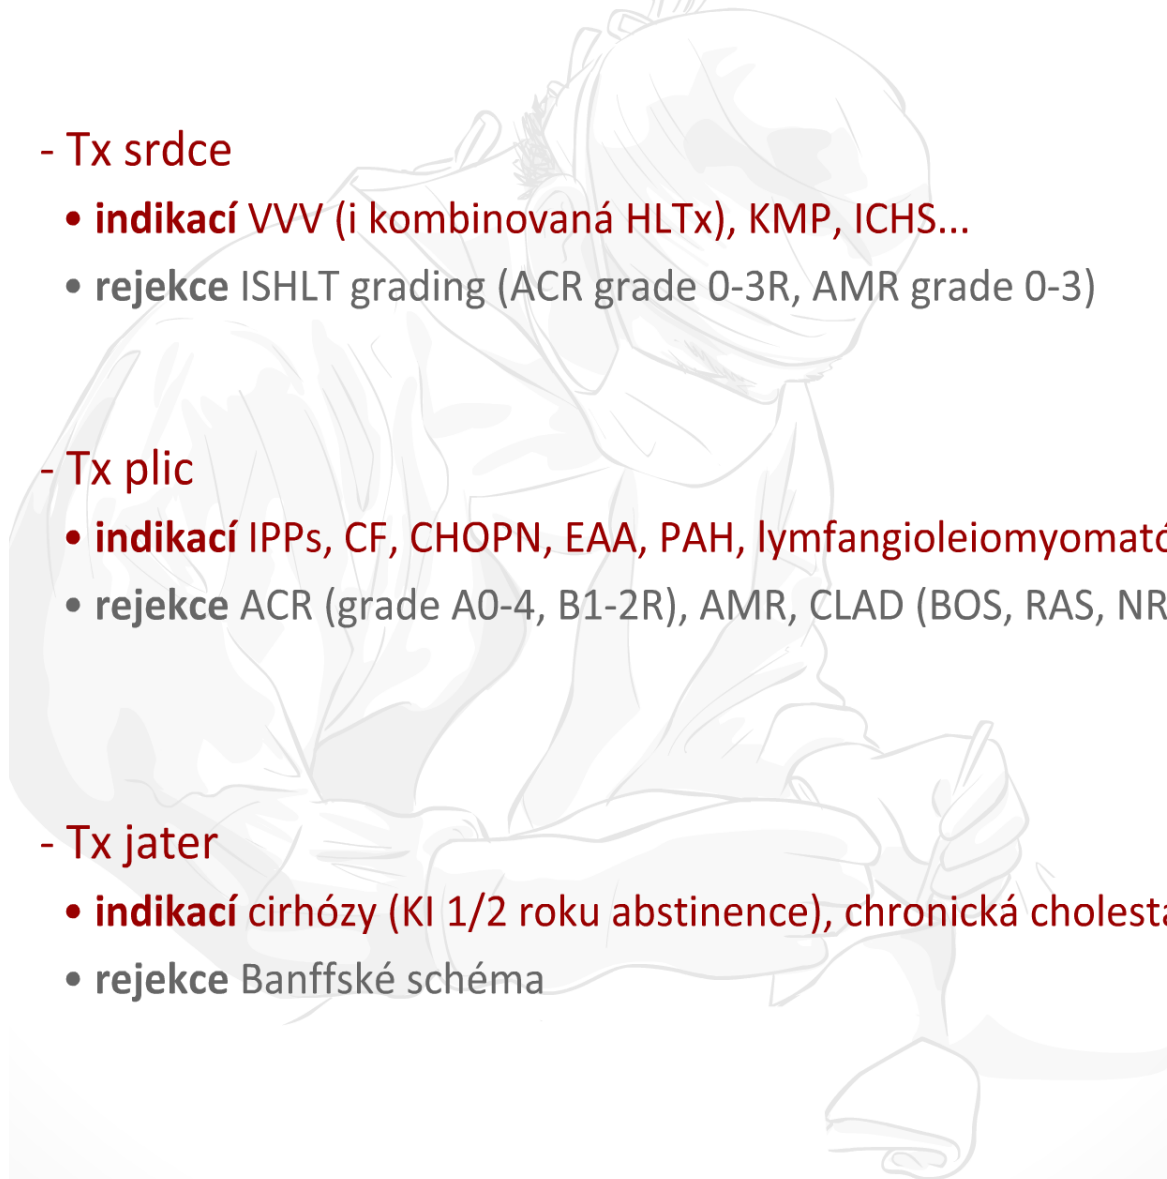 - Tx srdce
• indikací VVV (i kombinovaná HLTx), KMP, ICHS...
• rejekce ISHLT grading (ACR grade 0-3R, AMR grade 0-3)
- Tx plic
• indikací IPPs, CF, CHOPN, EAA, PAH, lymfangioleiomyomató
• rejekce ACR (grade A0-4, B1-2R), AMR, CLAD (BOS, RAS, NR
- Tx jater
• indikací cirhózy (KI 1/2 roku abstinence), chronická cholesta
• rejekce Banffské schéma